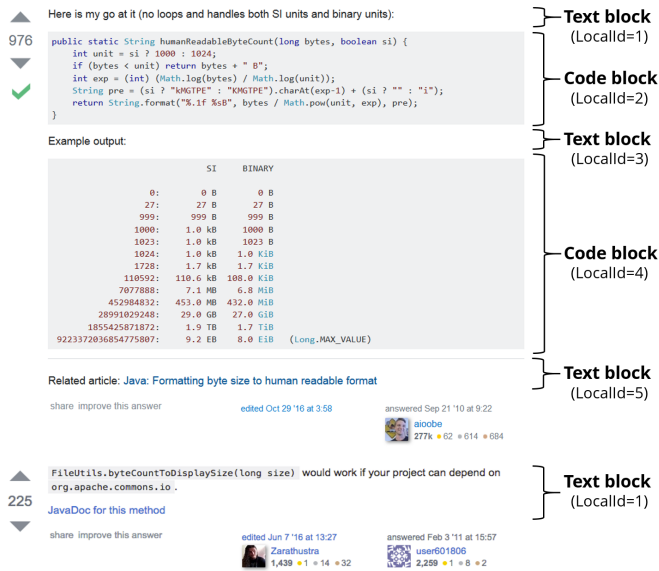 Here is my go at it (no loops and handles both SI units and binary units):
Text block
(LocalId=1)
976
public static String humanReadableByteCount(long bytes, boolean si) {
    int unit = si ? 1000 : 1024;
    if (bytes < unit) return bytes + " B";
    int exp = (int) (Math.log(bytes) / Math.log(unit));
    String pre = (si ? "kMGTPE" : "KMGTPE").charAt(exp-1) + (si ? "" : "i");
    return String.format("%.1f %sB", bytes / Math.pow(unit, exp), pre);
}
Code block
(LocalId=2)
Example output:
Text block
(LocalId=3)
SI BINARY
0: 0 B 0 B
27: 27 B 27 B
999: 999 B 999 B
1000: 1.0 kB 1000 B
1023: 1.0 kB 1023 B
1024: 1.0 kB 1.0 KiB
1728: 1.7 kB 1.7 KiB
110592: 110.6 kB 108.0 KiB
7077888: 7.1 MB 6.8 MiB
452984832: 453.0 MB 432.0 MiB
28991029248: 29.0 GB 27.0 GiB
1855425871872: 1.9 TB 1.7 TiB
9223372036854775807: 9.2 EB 8.0 EiB (Long.MAX_VALUE)
Code block
(LocalId=4)
Related article: Java: Formatting byte size to human readable format
Text block
(LocalId=5)
share improve this answer
edited Oct 29 '16 at 3:58
answered Sep 21 '10 at 9:22
aioobe
277k 62 614 684
225
FileUtils.byteCountToDisplaySize(long size) would work if your project can depend on
org.apache.commons.io .
JavaDoc for this method
Text block
(LocalId=1)
share improve this answer
edited Jun 7 '16 at 13:27
Zarathustra
1,439 1 14 32
answered Feb 3 '11 at 15:57
user601806
2,259 1 8 2